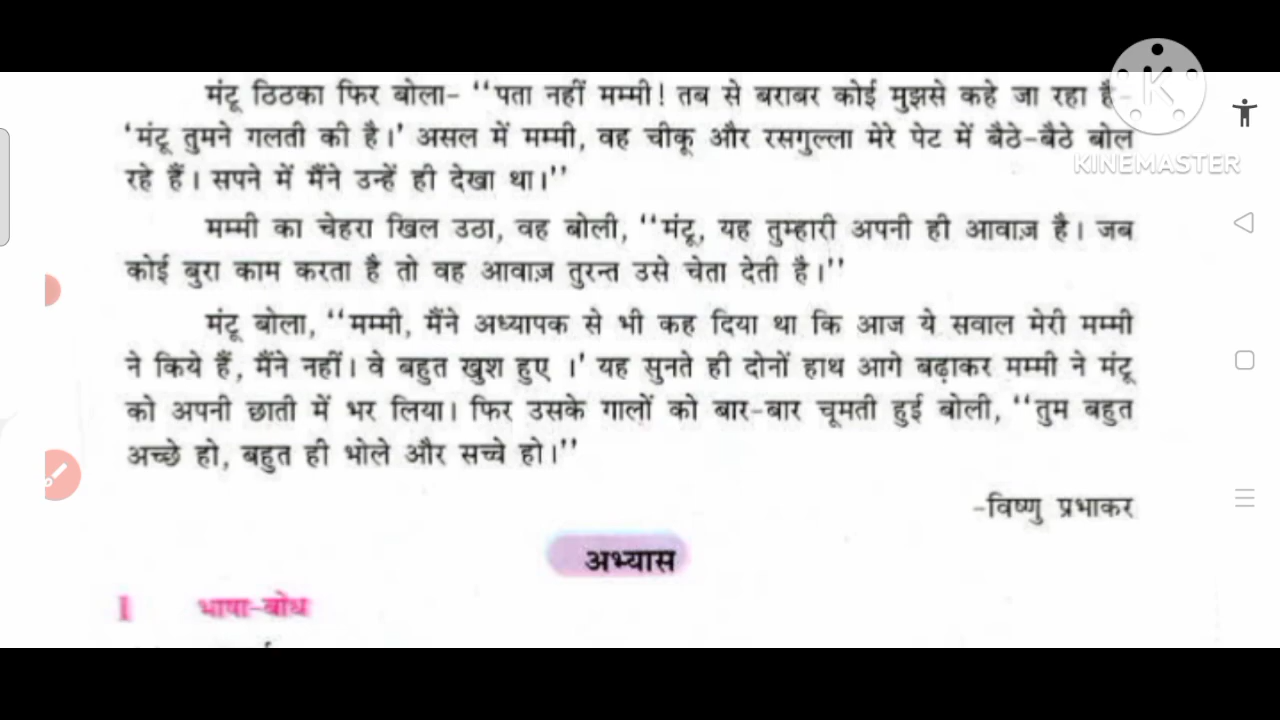 मंटू ठिठका फिर बोला- ‘‘पता नहीं मम्मी! तब से बराबर कोई मुझसे कहे जा रहा है-
‘मंटू तुमने गलती की है।’ असल में मम्मी, वह चीकू और रसगुल्ला मेरे पेट में बैठे-बैठे बोल
KINEMASTER
रहे हैं। सपने में मैंने उन्हें ही देखा था।’’
मम्मी का चेहरा खिल उठा, वह बोली, ‘‘मंटू, यह तुम्हारी अपनी ही आवाज़ है। जब
कोई बुरा काम करता है तो वह आवाज़ तुरन्त उसे चेता देती है।’’
मंटू बोला, ‘‘मम्मी, मैंने अध्यापक से भी कह दिया था कि आज ये सवाल मेरी मम्मी
ने किये हैं, मैंने नहीं। वे बहुत खुश हुए ।’ यह सुनते ही दोनों हाथ आगे बढ़ाकर मम्मी ने मंटू
को अपनी छाती में भर लिया। फिर उसके गालों को बार-बार चूमती हुई बोली, ‘‘तुम बहुत
अच्छे हो, बहुत ही भोले और सच्चे हो।’’
-विष्णु प्रभाकर
अभ्यास
1 भाषा-बोध